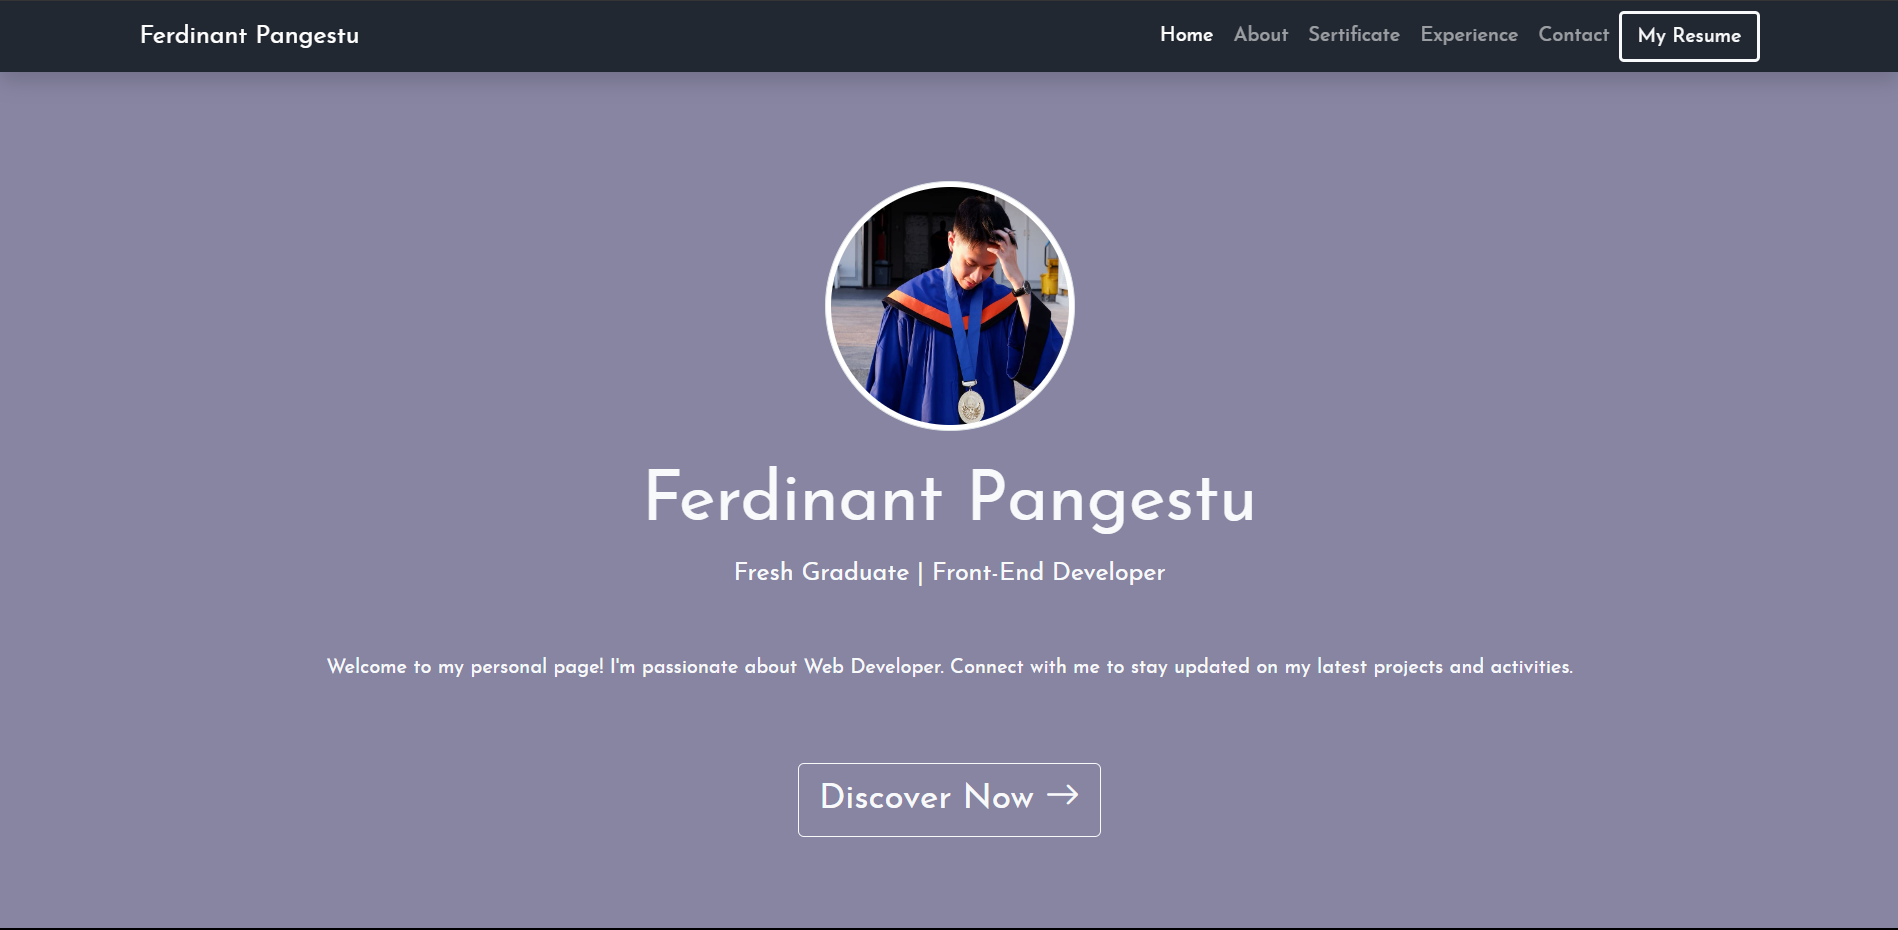 Ferdinant Pangestu
Home About Sertificate Experience Contact My Resume
Ferdinant Pangestu
Fresh Graduate | Front-End Developer
Welcome to my personal page! I'm passionate about Web Developer. Connect with me to stay updated on my latest projects and activities.
Discover Now →